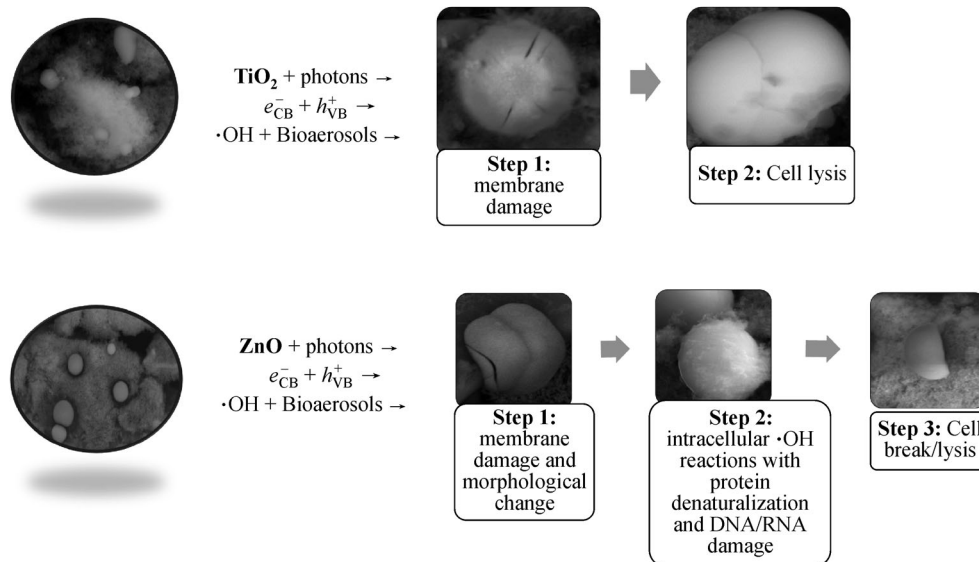 TiO₂ + photons →
e⁻CB + h⁺VB →
·OH + Bioaerosols →
Step 1:
membrane
damage
Step 2: Cell lysis
ZnO + photons →
e⁻CB + h⁺VB →
·OH + Bioaerosols →
Step 1:
membrane
damage and
morphological
change
Step 2:
intracellular ·OH
reactions with
protein
denaturalization
and DNA/RNA
damage
Step 3: Cell
break/lysis